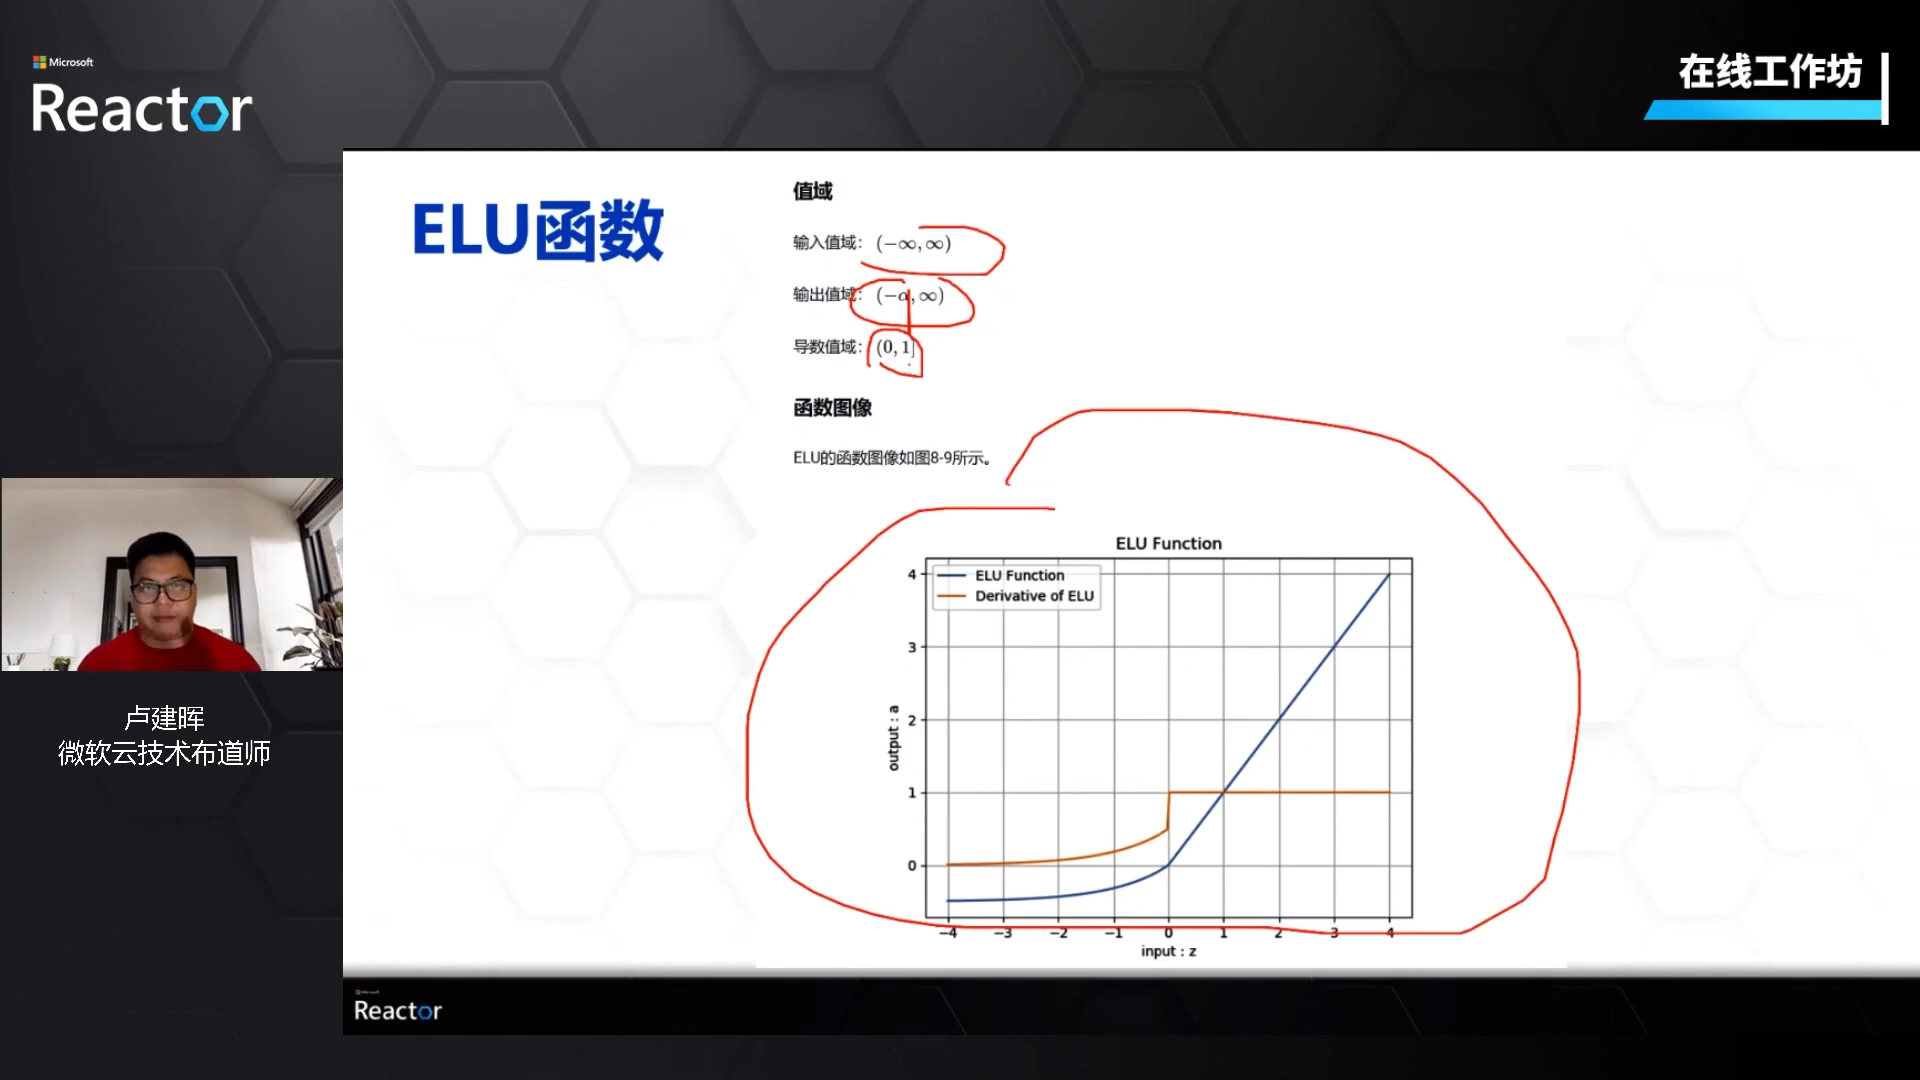 Microsoft
Reactor
在线工作坊
ELU函数
值域
输入值域：(−∞, ∞)
输出值域：(−α, ∞)
导数值域：(0, 1]
函数图像
ELU的函数图像如图8-9所示。
ELU Function
ELU Function
Derivative of ELU
4
3
2
1
0
output : a
−4 −3 −2 −1 0 1 2 3 4
input : z
卢建晖
微软云技术布道师
Microsoft
Reactor